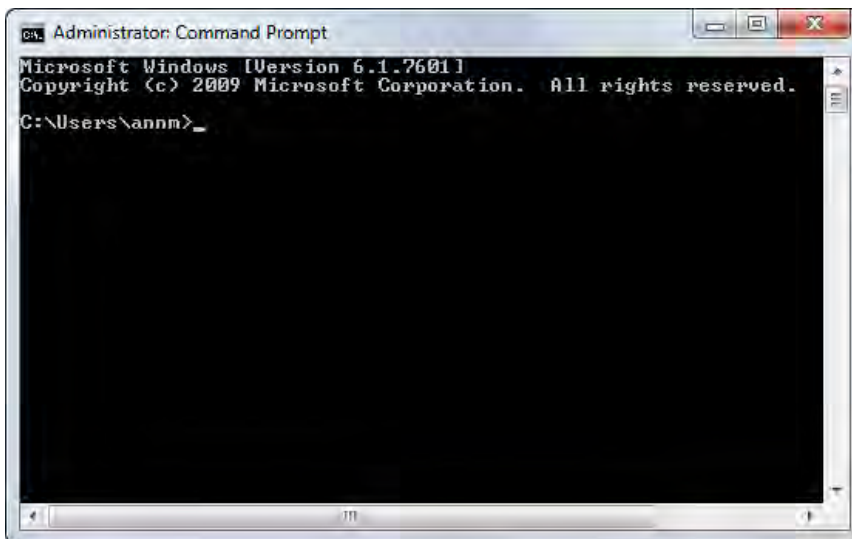 C:\.
Administrator: Command Prompt
Microsoft Windows [Version 6.1.7601]
Copyright (c) 2009 Microsoft Corporation.  All rights reserved.
C:\Users\annm>_